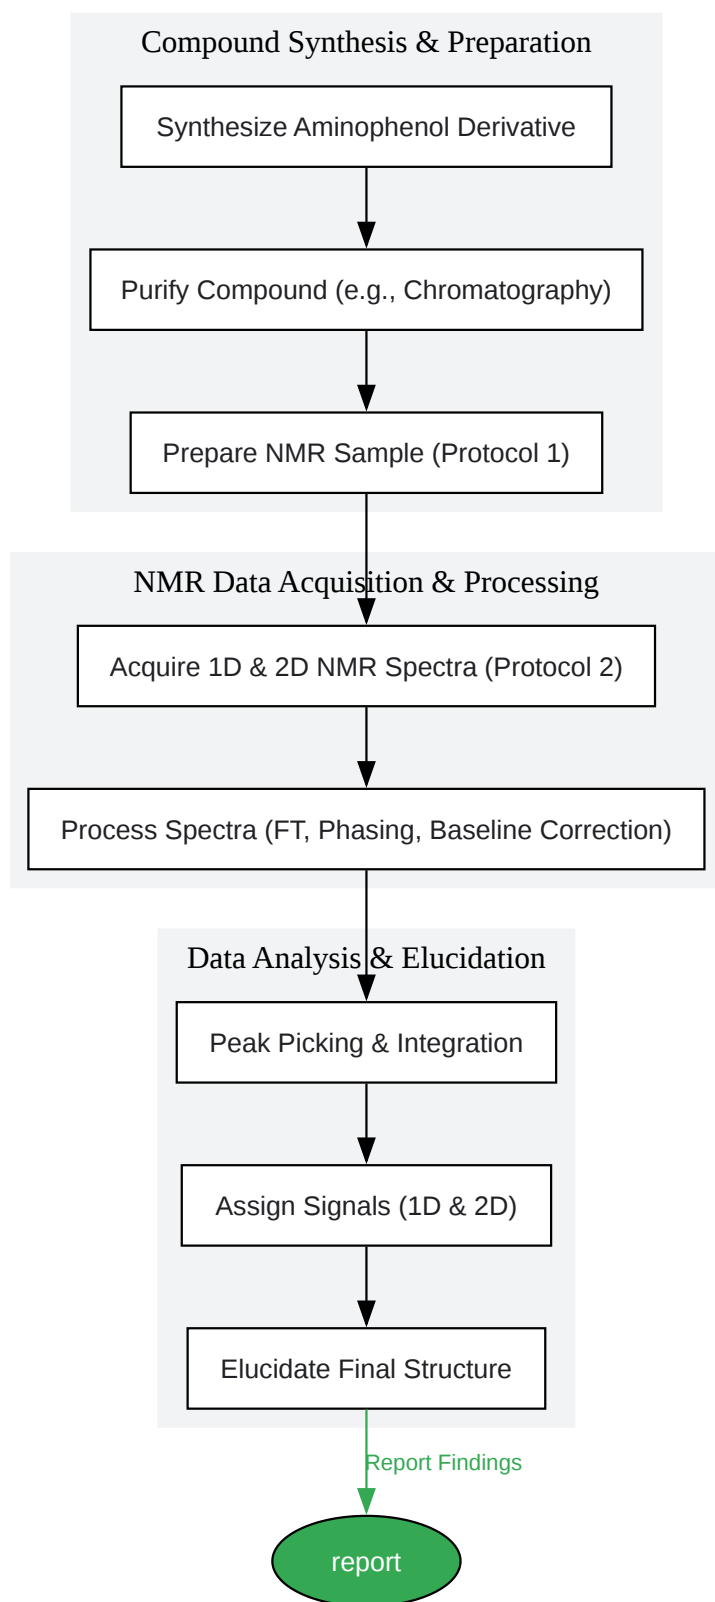 Compound Synthesis & Preparation
Synthesize Aminophenol Derivative
Purify Compound (e.g., Chromatography)
Prepare NMR Sample (Protocol 1)
NMR Data Acquisition & Processing
Acquire 1D & 2D NMR Spectra (Protocol 2)
Process Spectra (FT, Phasing, Baseline Correction)
Data Analysis & Elucidation
Peak Picking & Integration
Assign Signals (1D & 2D)
Elucidate Final Structure
Report Findings
report